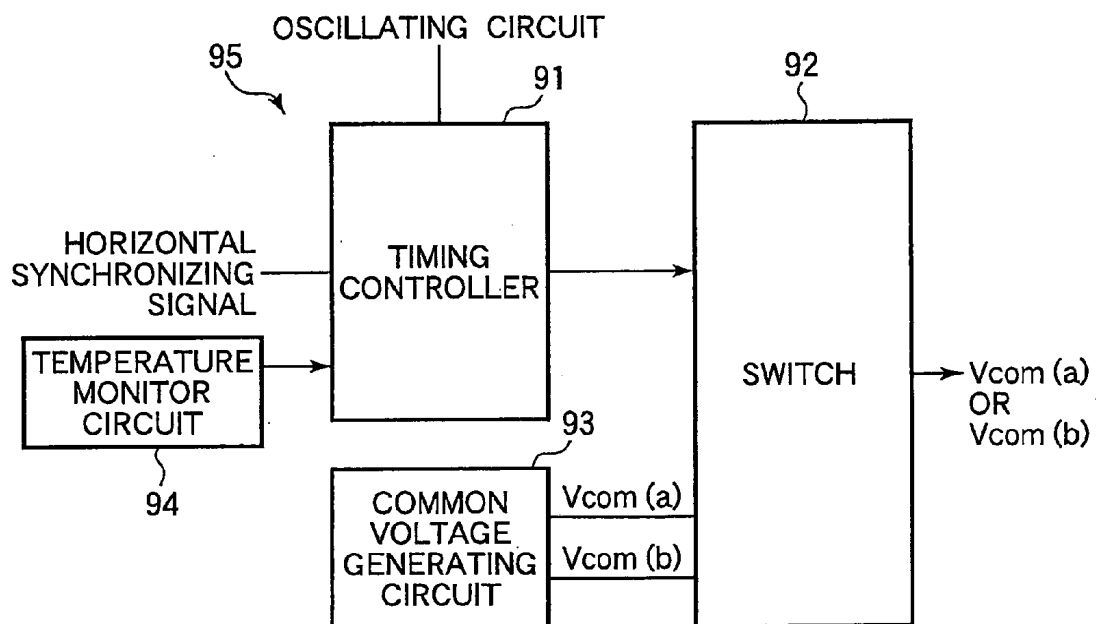 OSCILLATING CIRCUIT
95
91
92
HORIZONTAL
SYNCHRONIZING
SIGNAL
TIMING
CONTROLLER
TEMPERATURE
MONITOR
CIRCUIT
94
SWITCH
Vcom (a)
OR
Vcom (b)
93
COMMON
VOLTAGE
GENERATING
CIRCUIT
Vcom (a)
Vcom (b)